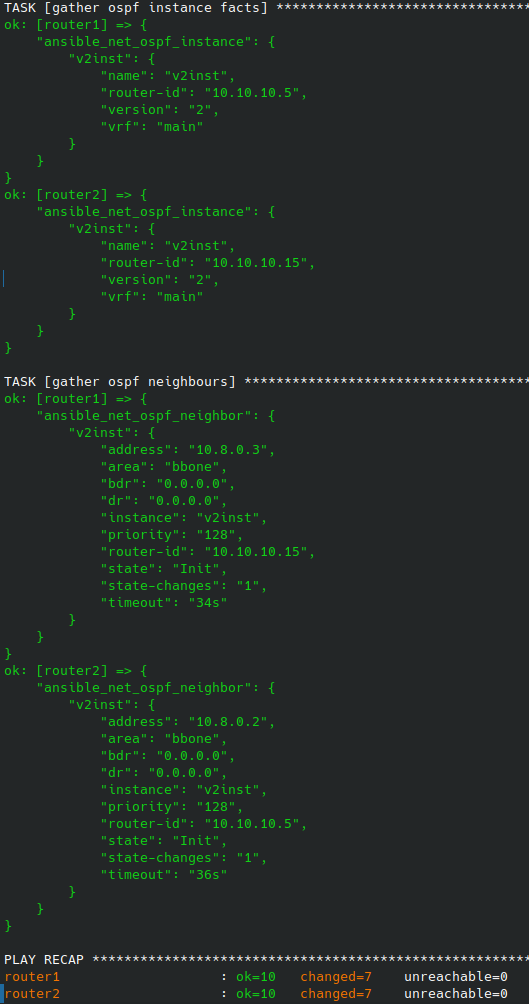 TASK [gather ospf instance facts] ********************************
ok: [router1] => {
    "ansible_net_ospf_instance": {
        "v2inst": {
            "name": "v2inst",
            "router-id": "10.10.10.5",
            "version": "2",
            "vrf": "main"
        }
    }
}
ok: [router2] => {
    "ansible_net_ospf_instance": {
        "v2inst": {
            "name": "v2inst",
            "router-id": "10.10.10.15",
            "version": "2",
            "vrf": "main"
        }
    }
}
TASK [gather ospf neighbours] ************************************
ok: [router1] => {
    "ansible_net_ospf_neighbor": {
        "v2inst": {
            "address": "10.8.0.3",
            "area": "bbone",
            "bdr": "0.0.0.0",
            "dr": "0.0.0.0",
            "instance": "v2inst",
            "priority": "128",
            "router-id": "10.10.10.15",
            "state": "Init",
            "state-changes": "1",
            "timeout": "34s"
        }
    }
}
ok: [router2] => {
    "ansible_net_ospf_neighbor": {
        "v2inst": {
            "address": "10.8.0.2",
            "area": "bbone",
            "bdr": "0.0.0.0",
            "dr": "0.0.0.0",
            "instance": "v2inst",
            "priority": "128",
            "router-id": "10.10.10.5",
            "state": "Init",
            "state-changes": "1",
            "timeout": "36s"
        }
    }
}
PLAY RECAP *******************************************************
router1                    : ok=10   changed=7    unreachable=0
router2                    : ok=10   changed=7    unreachable=0